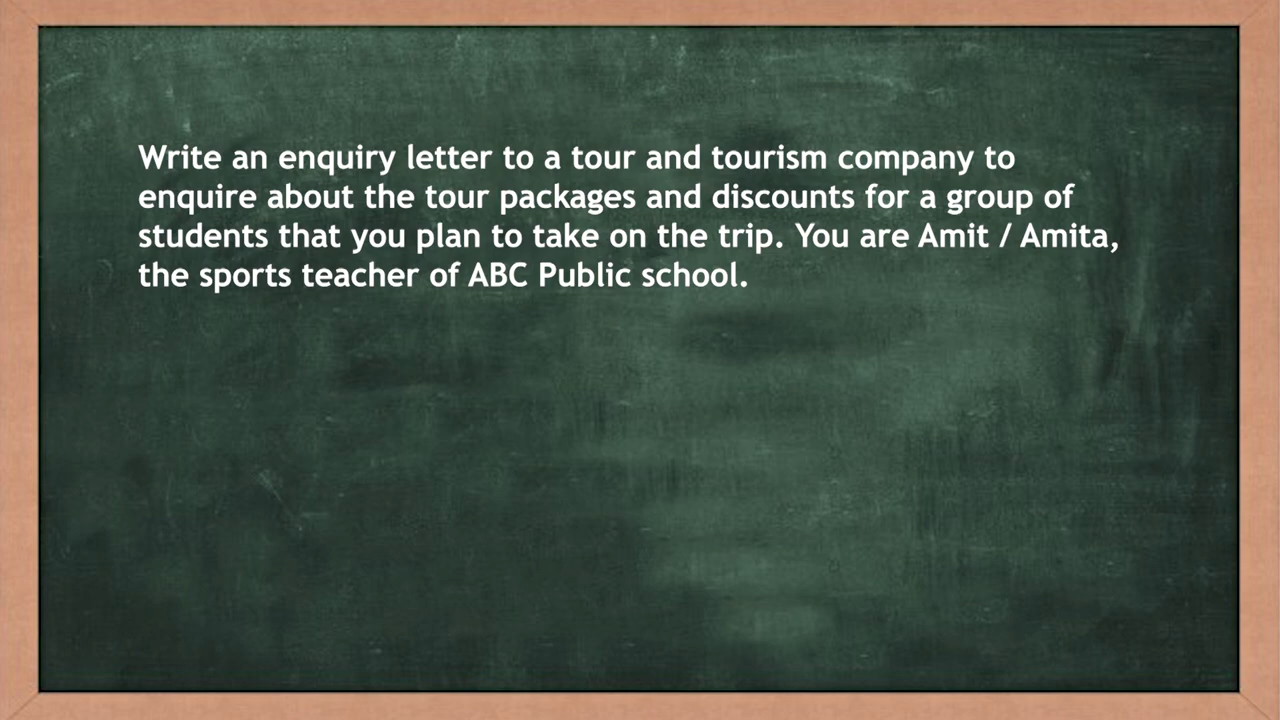 Write an enquiry letter to a tour and tourism company to
enquire about the tour packages and discounts for a group of
students that you plan to take on the trip. You are Amit / Amita,
the sports teacher of ABC Public school.